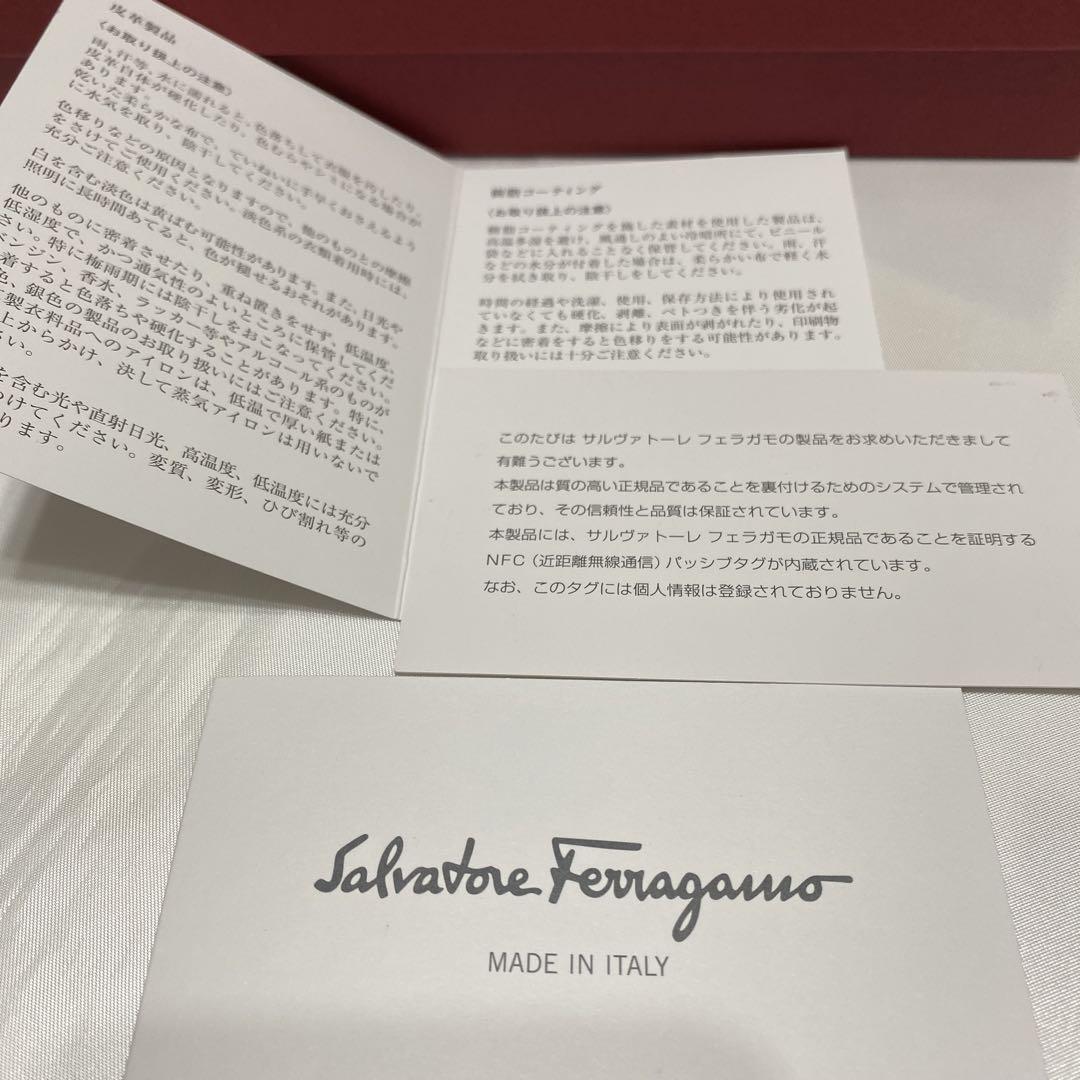 皮革製品
〈お取り扱上の注意〉
雨、汗等、水に濡れると、色落ちして衣服を汚したり、
皮革自体が硬化したり、色むらやシミになる場合が
あります。
乾いた柔らかな布で、ていねいに手早くおさえるよう
に水気を取り、陰干してください。
色移りなどの原因となりますので、他のものとの摩擦
をさけてご使用ください。淡色系の衣類着用時には、
充分ご注意ください。
白を含む淡色は黄ばむ可能性があります。また、日光や
照明に長時間あてると、色が褪せるおそれがあります。
他のものに密着させたり、重ね置きをせず、低温度、
低湿度で、かつ通気性のよいところに保管してくだ
さい。特に梅雨期には陰干しをおこなってください。
ベンジン、香水、ラッカー等やアルコール系のものが
着すると色落ちや硬化することがあります。特に、
色、銀色の製品のお取り扱いにはご注意ください。
製衣料品へのアイロンは、低温で厚い紙または
上からかけ、決して蒸気アイロンは用いないで
さい。
を含む光や直射日光、高温度、低温度には充分
つけてください。変質、変形、ひび割れ等の
ります。
樹脂コーティング
〈お取り扱上の注意〉
樹脂コーティングを施した素材を使用した製品は、
高温多湿を避け、風通しのよい冷暗所にて、ビニール
袋などに入れることなく保管してください。雨、汗
などの水分が付着した場合は、柔らかい布で軽く水
分を拭き取り、陰干しをしてください。
時間の経過や洗濯、使用、保存方法により使用され
ていなくても硬化、剥離、ベトつきを伴う劣化が起
きます。また、摩擦により表面が剥がれたり、印刷物
などに密着をすると色移りをする可能性があります。
取り扱いには十分ご注意ください。
このたびは サルヴァトーレ フェラガモの製品をお求めいただきまして
有難うございます。
本製品は質の高い正規品であることを裏付けるためのシステムで管理され
ており、その信頼性と品質は保証されています。
本製品には、サルヴァトーレ フェラガモの正規品であることを証明する
NFC（近距離無線通信）パッシブタグが内蔵されています。
なお、このタグには個人情報は登録されておりません。
Salvatore Ferragamo
MADE IN ITALY